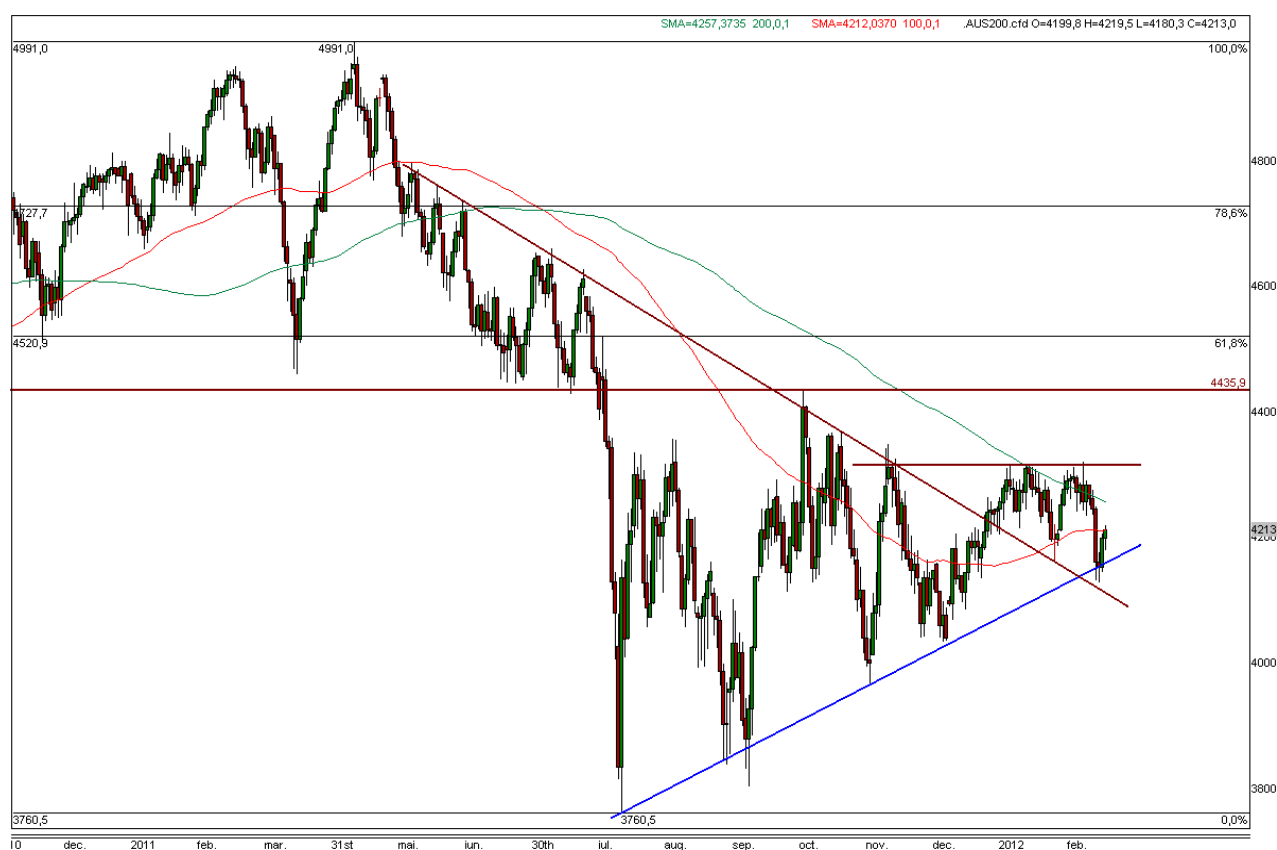 SMA=4257,3735 200,0,1 SMA=4212,0370 100,0,1 .AUS200.cfd O=4199,8 H=4219,5 L=4180,3 C=4213,0
4991,0 4991,0 100,0%
4800
4727,7 78,6%
4600
4520,9 61,8%
4435,9
4400
4213
4200
4000
3800
3760,5 3760,5 0,0%
10 dec. 2011 feb. mar. 31st mai. jun. 30th jul. aug. sep. oct. nov. dec. 2012 feb.